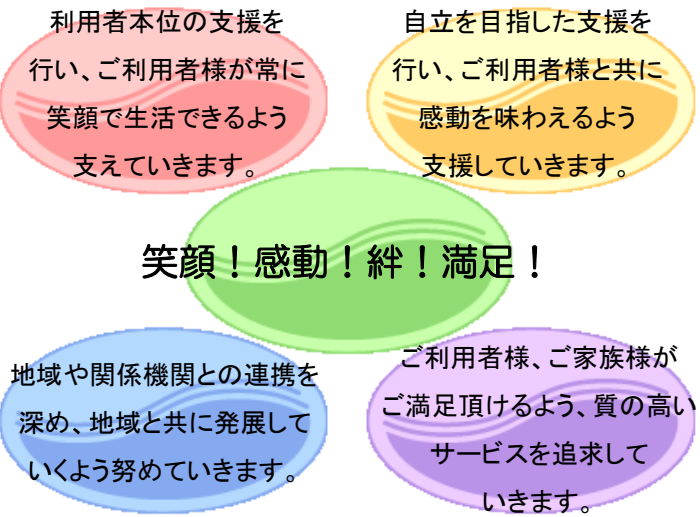 利用者本位の支援を
行い、ご利用者様が常に
笑顔で生活できるよう
支えていきます。
自立を目指した支援を
行い、ご利用者様と共に
感動を味わえるよう
支援していきます。
笑顔！感動！絆！満足！
地域や関係機関との連携を
深め、地域と共に発展して
いくよう努めていきます。
ご利用者様、ご家族様が
ご満足頂けるよう、質の高い
サービスを追求して
いきます。